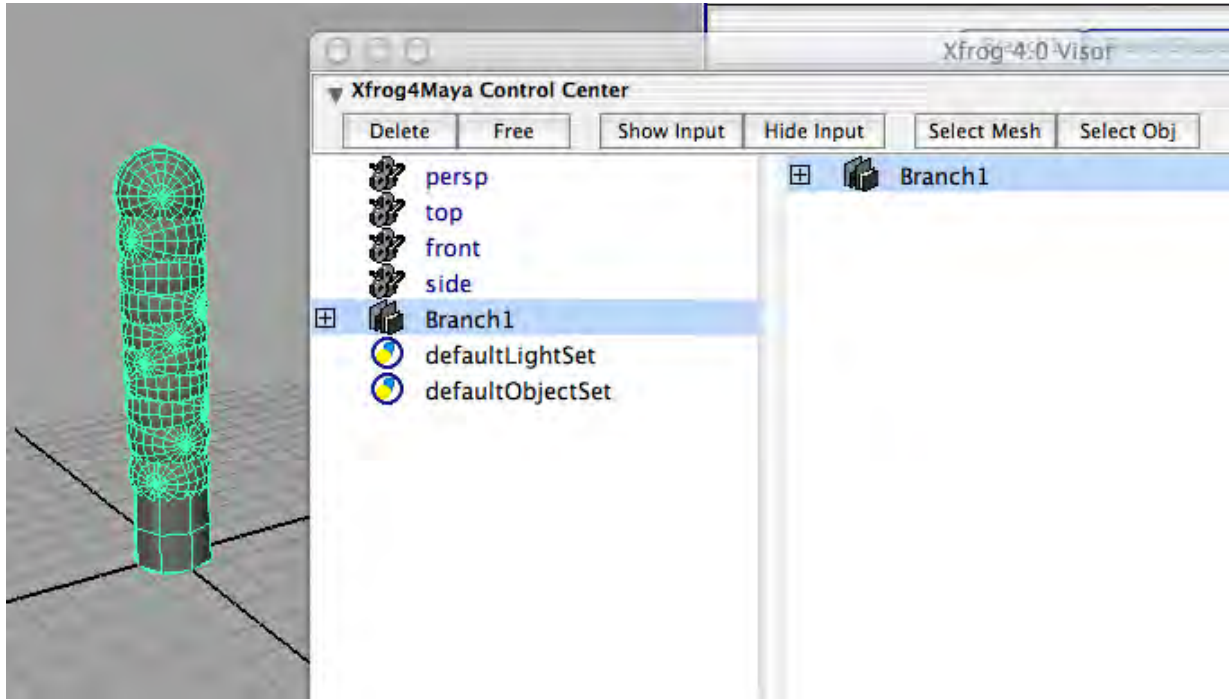 Xfrog 4.0 Visor
Xfrog4Maya Control Center
Delete Free Show Input Hide Input Select Mesh Select Obj
persp
top
front
side
Branch1
defaultLightSet
defaultObjectSet
Branch1